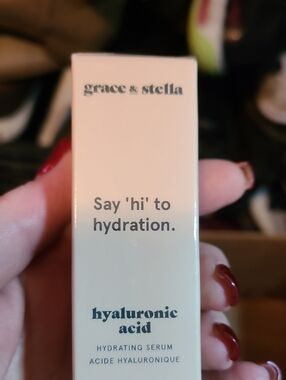 grace & stella
Say 'hi' to
hydration.
hyaluronic
acid
HYDRATING SERUM
ACIDE HYALURONIQUE